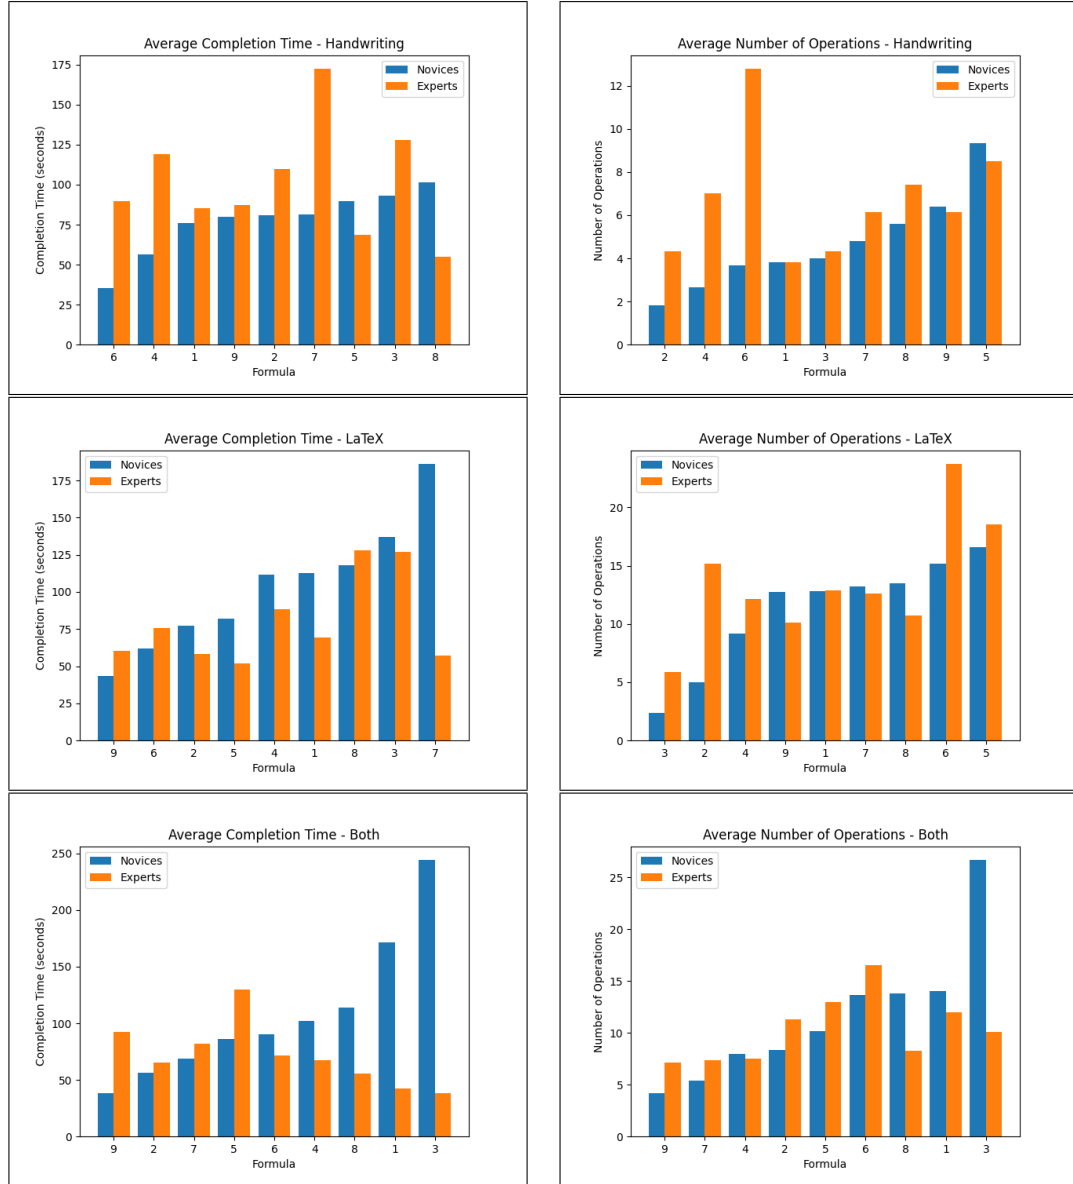 Average Completion Time - Handwriting
Completion Time (seconds)
175
150
125
100
75
50
25
0
Novices
Experts
6 4 1 9 2 7 5 3 8
Formula
Average Number of Operations - Handwriting
Number of Operations
12
10
8
6
4
2
0
Novices
Experts
2 4 6 1 3 7 8 9 5
Formula
Average Completion Time - LaTeX
Completion Time (seconds)
175
150
125
100
75
50
25
0
Novices
Experts
9 6 2 5 4 1 8 3 7
Formula
Average Number of Operations - LaTeX
Number of Operations
20
15
10
5
0
Novices
Experts
3 2 4 9 1 7 8 6 5
Formula
Average Completion Time - Both
Completion Time (seconds)
250
200
150
100
50
0
Novices
Experts
9 2 7 5 6 4 8 1 3
Formula
Average Number of Operations - Both
Number of Operations
25
20
15
10
5
0
Novices
Experts
9 7 4 2 5 6 8 1 3
Formula